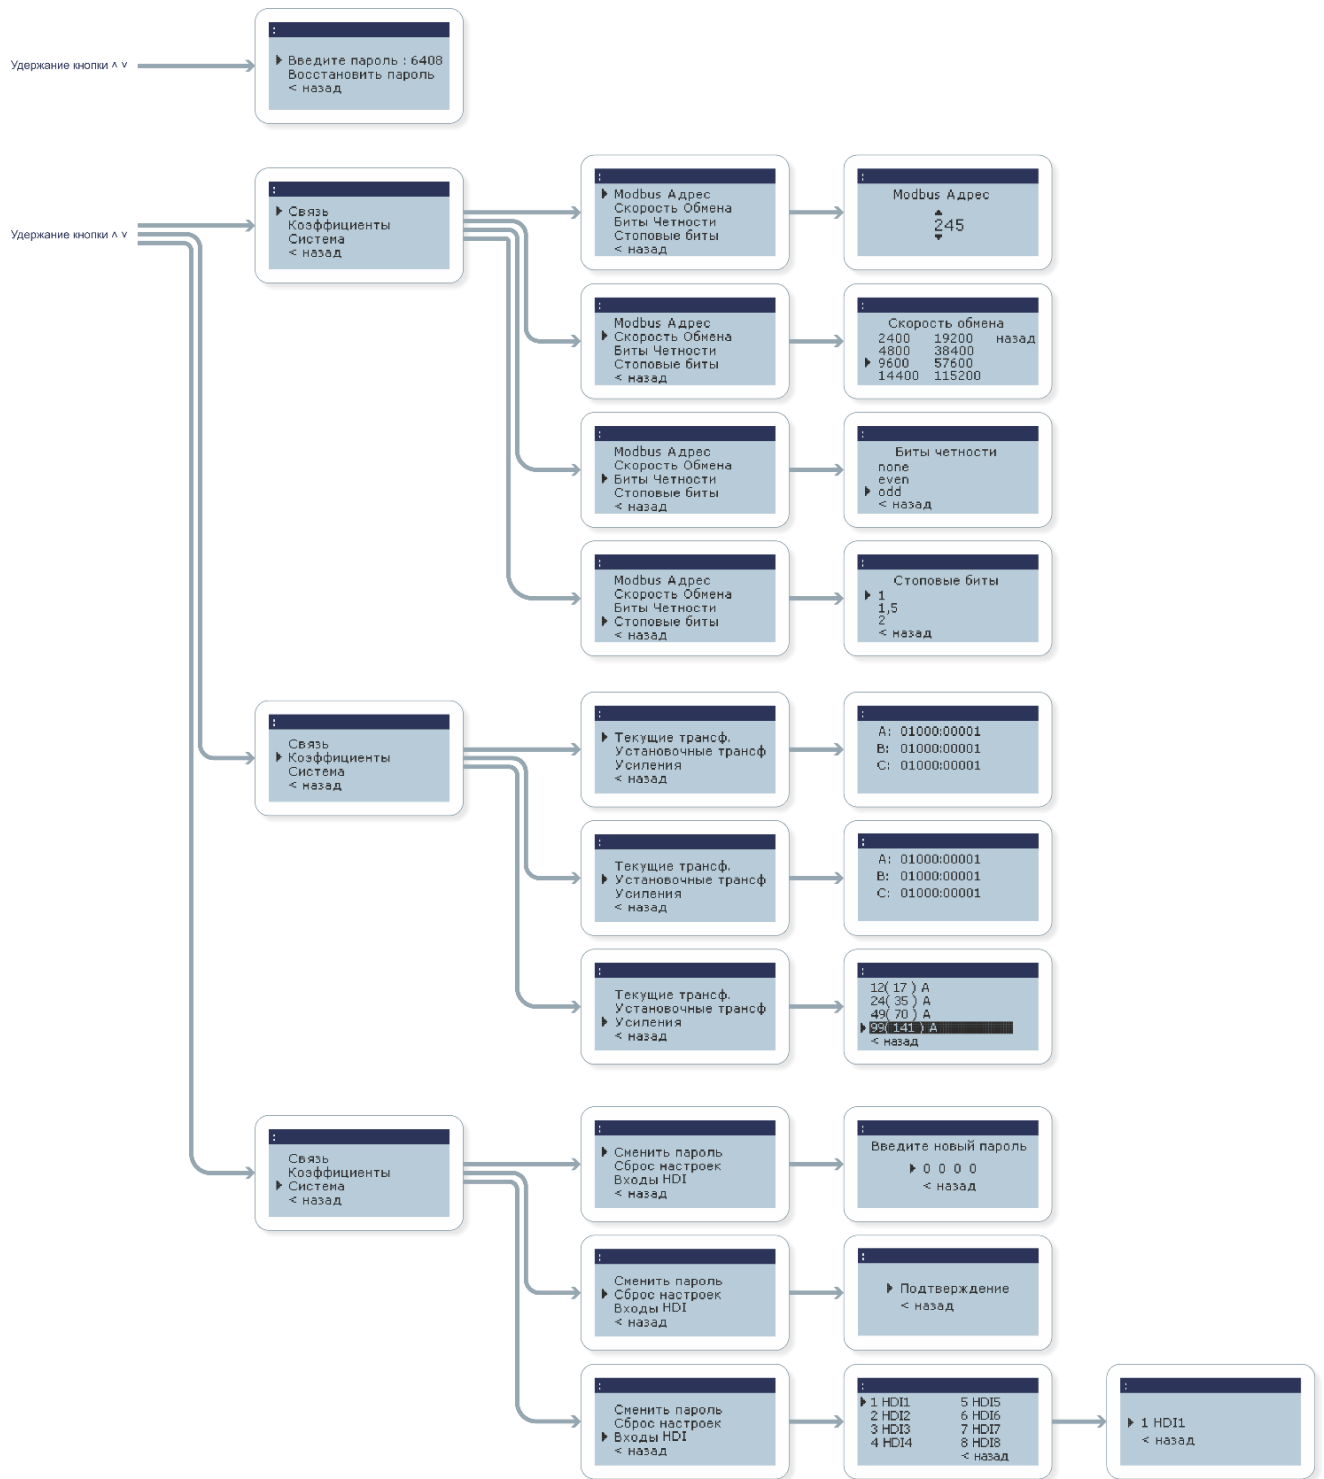 Удержание кнопки ∧ ∨
:
Введите пароль : 6408
Восстановить пароль
< назад
Удержание кнопки ∧ ∨
:
Связь
Коэффициенты
Система
< назад
:
Modbus Адрес
Скорость Обмена
Биты Четности
Стоповые биты
< назад
:
Modbus Адрес
245
:
Modbus Адрес
Скорость Обмена
Биты Четности
Стоповые биты
< назад
:
Скорость обмена
2400 19200 назад
4800 38400
9600 57600
14400 115200
:
Modbus Адрес
Скорость Обмена
Биты Четности
Стоповые биты
< назад
:
Биты четности
none
even
odd
< назад
:
Modbus Адрес
Скорость Обмена
Биты Четности
Стоповые биты
< назад
:
Стоповые биты
1
1,5
2
< назад
:
Связь
Коэффициенты
Система
< назад
:
Текущие трансф.
Установочные трансф
Усиления
< назад
:
A: 01000:00001
B: 01000:00001
C: 01000:00001
:
Текущие трансф.
Установочные трансф
Усиления
< назад
:
A: 01000:00001
B: 01000:00001
C: 01000:00001
:
Текущие трансф.
Установочные трансф
Усиления
< назад
:
12( 17 ) A
24( 35 ) A
49( 70 ) A
99( 141 ) A
< назад
:
Связь
Коэффициенты
Система
< назад
:
Сменить пароль
Сброс настроек
Входы HDI
< назад
:
Введите новый пароль
0 0 0 0
< назад
:
Сменить пароль
Сброс настроек
Входы HDI
< назад
:
Подтверждение
< назад
:
Сменить пароль
Сброс настроек
Входы HDI
< назад
:
1 HDI1 5 HDI5
2 HDI2 6 HDI6
3 HDI3 7 HDI7
4 HDI4 8 HDI8
< назад
:
1 HDI1
< назад